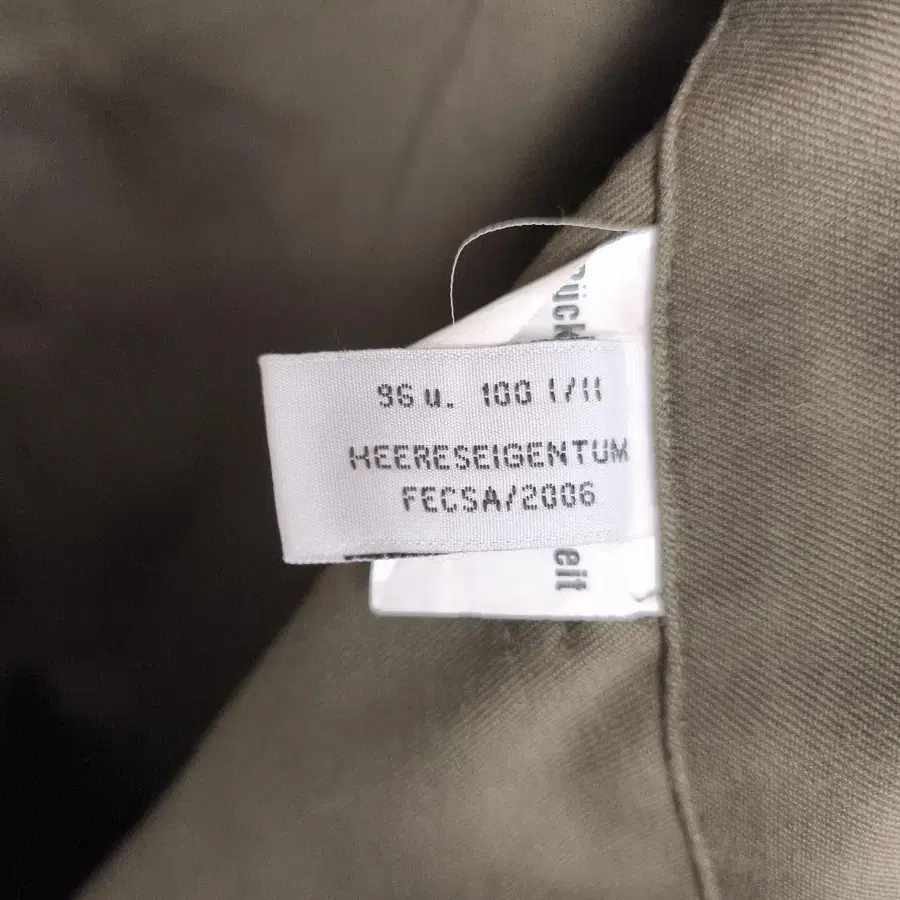 96 u. 100 I/II
HEERESEIGENTUM
FECSA/2006